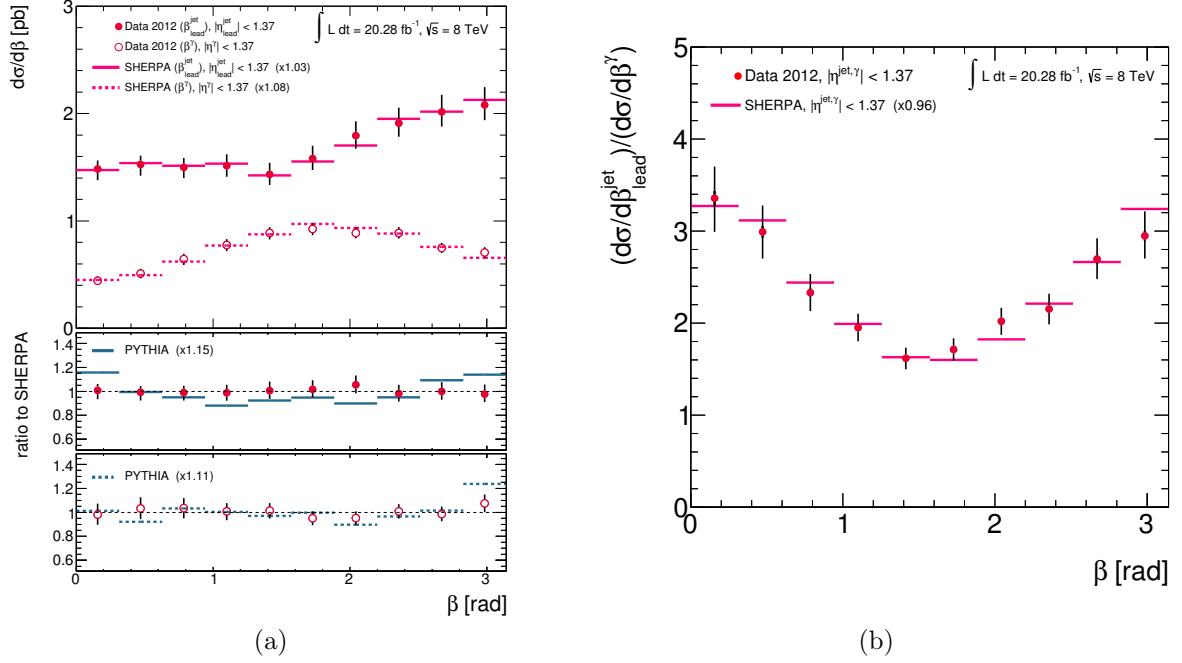 dσ/dβ [pb]
3
2
1
0
Data 2012 (β^jet_lead), |η^jet_lead| < 1.37
Data 2012 (β^γ), |η^γ| < 1.37
SHERPA (β^jet_lead), |η^jet_lead| < 1.37 (x1.03)
SHERPA (β^γ), |η^γ| < 1.37 (x1.08)
∫ L dt = 20.28 fb⁻¹, √s = 8 TeV
ratio to SHERPA
1.4
1.2
1
0.8
0.6
PYTHIA (x1.15)
1.4
1.2
1
0.8
0.6
PYTHIA (x1.11)
0 1 2 3
β [rad]
(a)
(dσ/dβ^jet_lead)/(dσ/dβ^γ)
5
4
3
2
1
0
Data 2012, |η^jet,γ| < 1.37
SHERPA, |η^jet,γ| < 1.37 (x0.96)
∫ L dt = 20.28 fb⁻¹, √s = 8 TeV
0 1 2 3
β [rad]
(b)